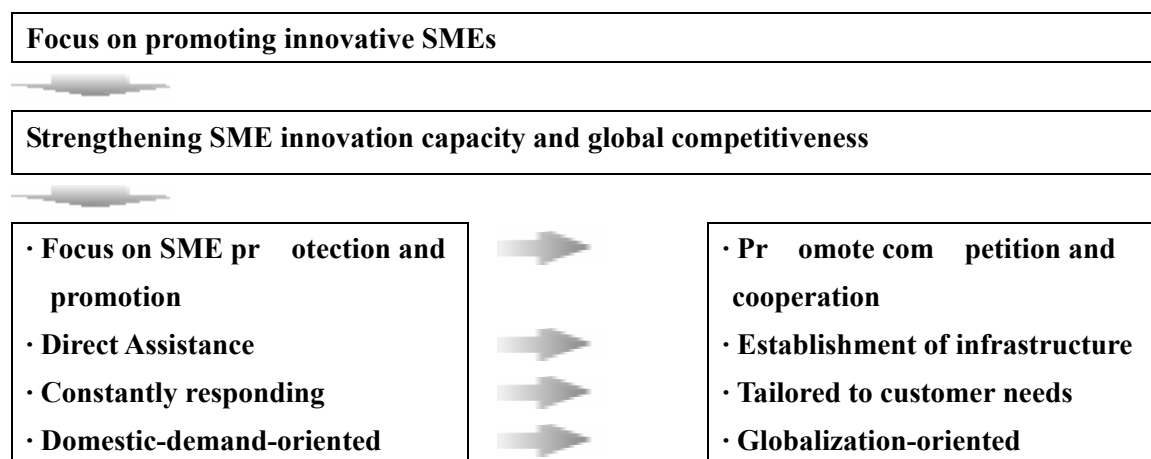 Focus on promoting innovative SMEs
Strengthening SME innovation capacity and global competitiveness
· Focus on SME pr otection and
promotion
· Direct Assistance
· Constantly responding
· Domestic-demand-oriented
· Pr omote com petition and
cooperation
· Establishment of infrastructure
· Tailored to customer needs
· Globalization-oriented